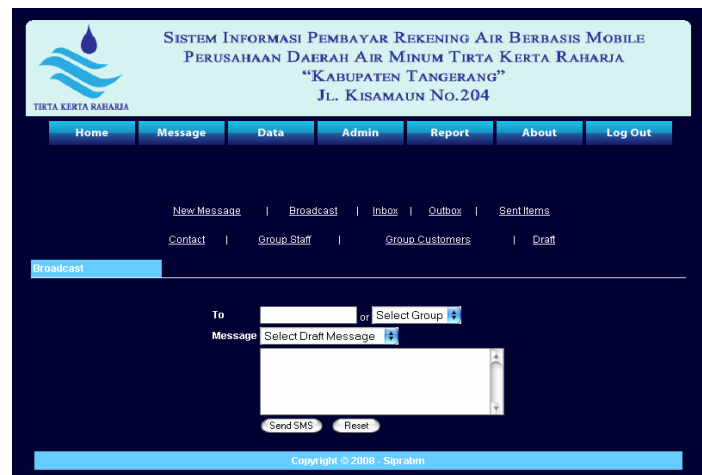 SISTEM INFORMASI PEMBAYAR REKENING AIR BERBASIS MOBILE
PERUSAHAAN DAERAH AIR MINUM TIRTA KERTA RAHARJA
“KABUPATEN TANGERANG”
JL. KISAMAUN NO.204
TIRTA KERTA RAHARJA
Home Message Data Admin Report About Log Out
New Message | Broadcast | Inbox | Outbox | Sent Items
Contact | Group Staff | Group Customers | Draft
Broadcast
To or Select Group
Message Select Draft Message
Send SMS Reset
Copyright © 2008 - Siprabm